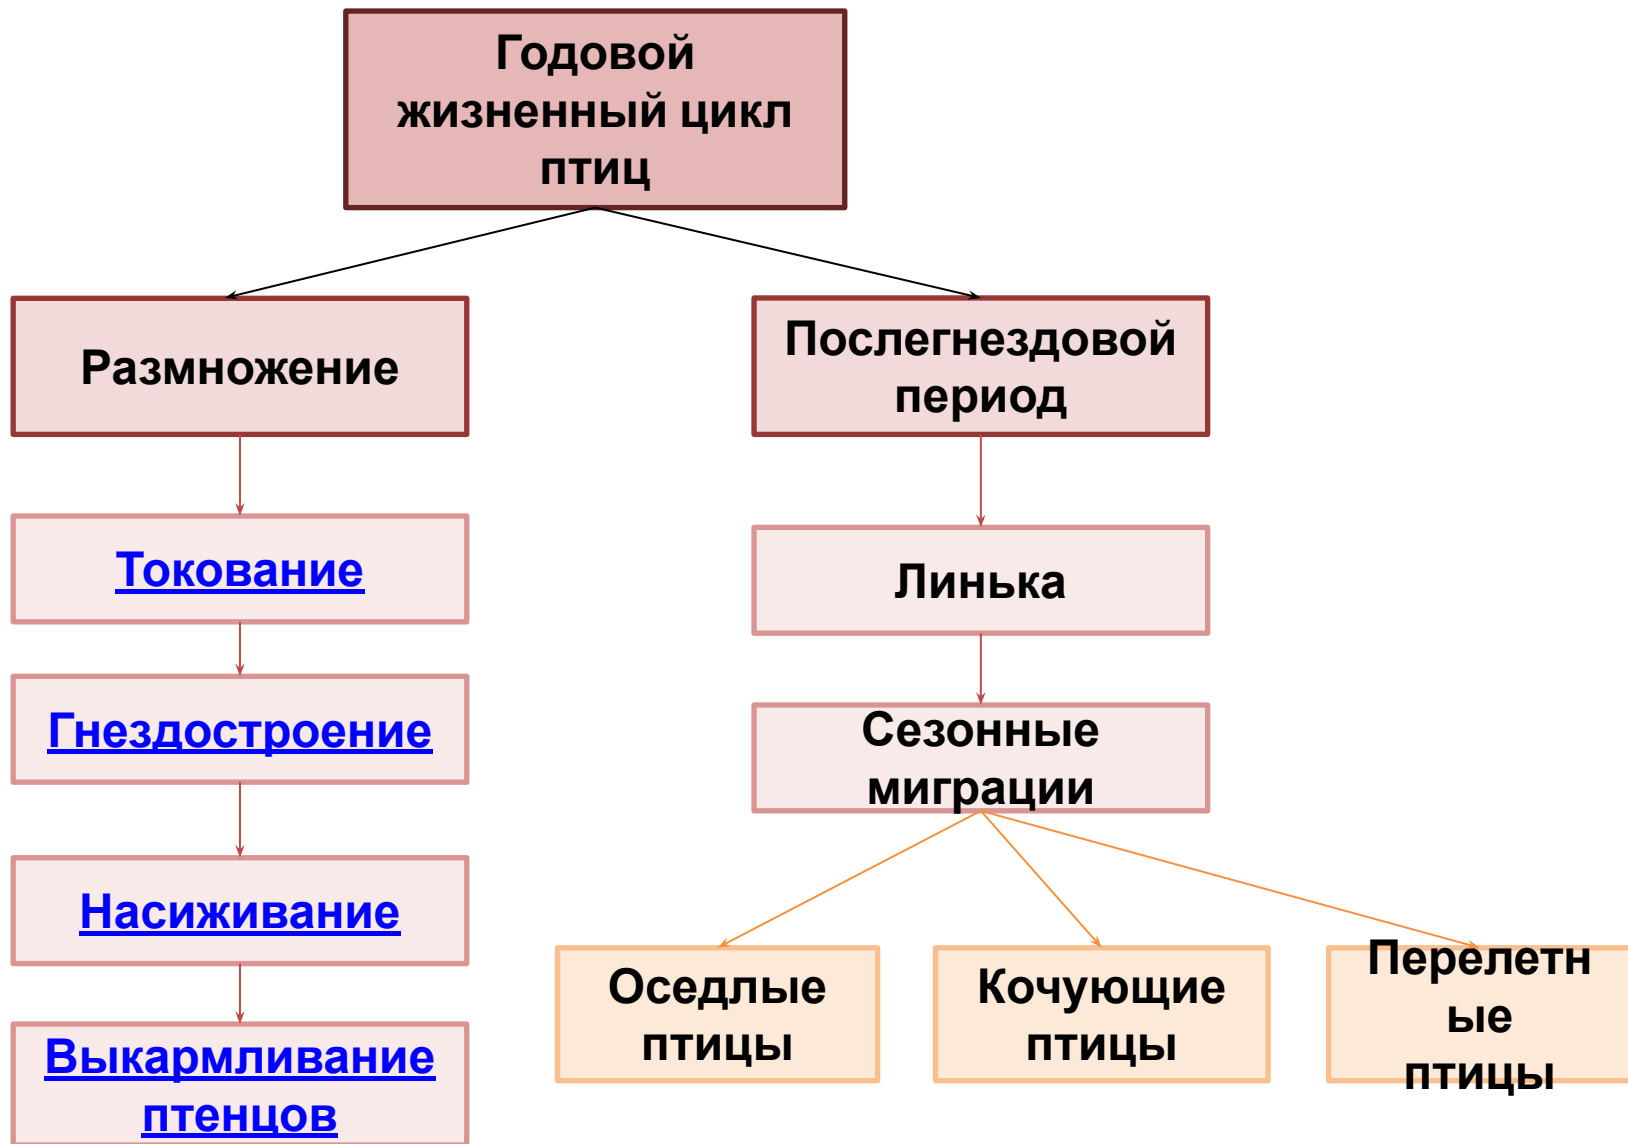 Годовой
жизненный цикл
птиц
Размножение
Послегнездовой
период
Токование
Линька
Гнездостроение
Сезонные
миграции
Насиживание
Оседлые
птицы
Кочующие
птицы
Перелетн
ые
птицы
Выкармливание
птенцов